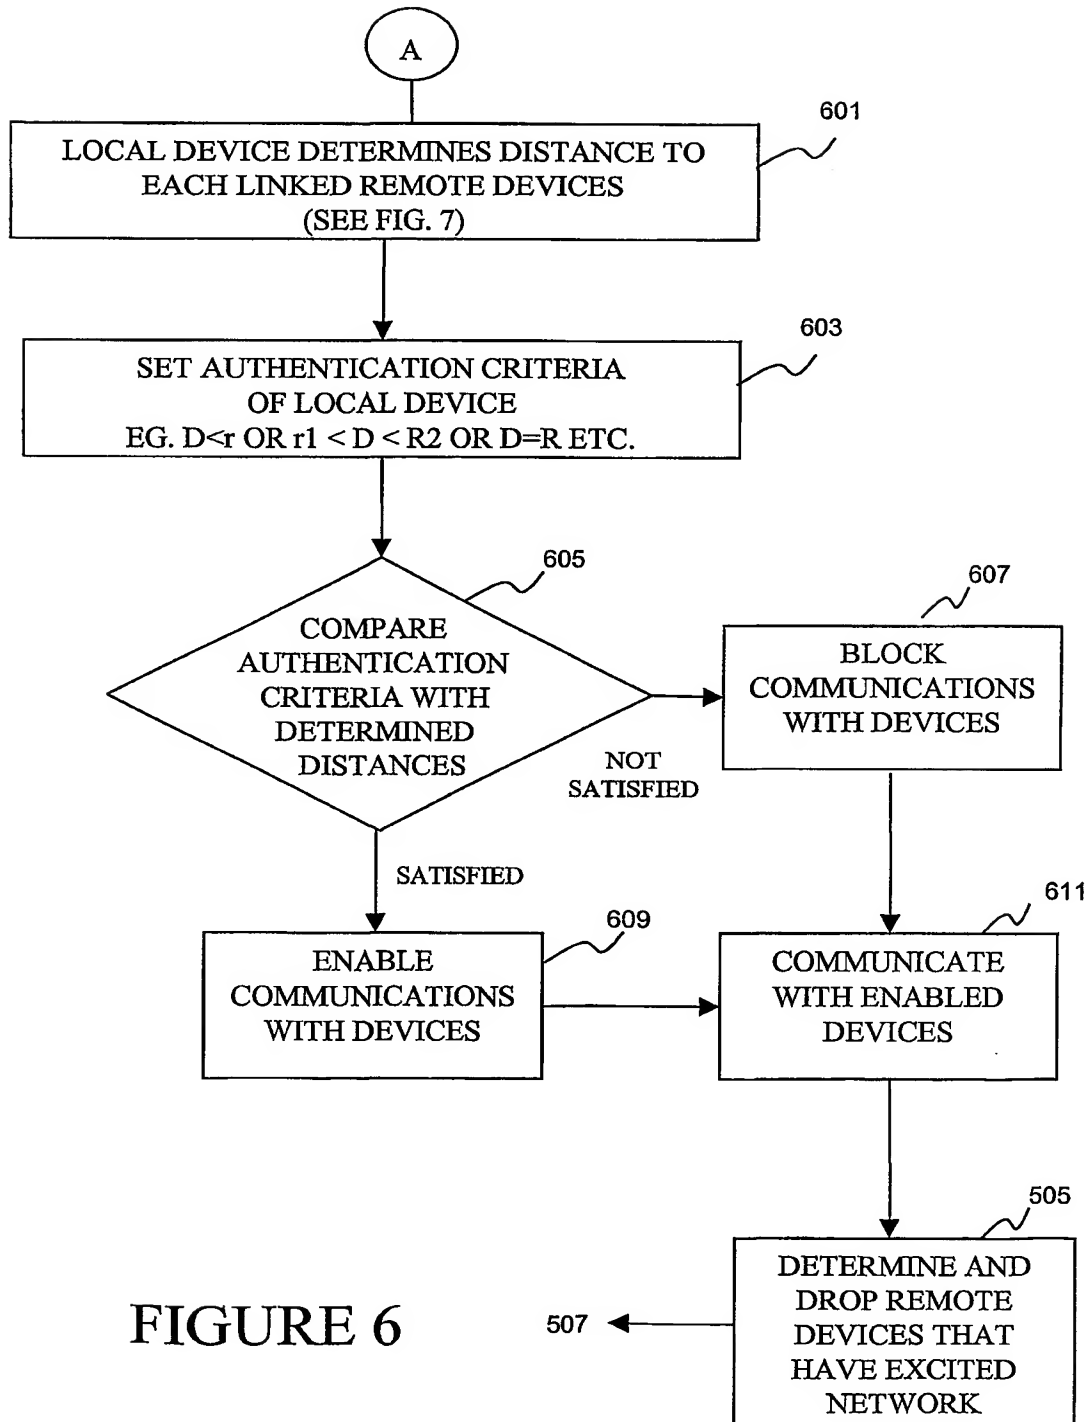 A
601
LOCAL DEVICE DETERMINES DISTANCE TO
EACH LINKED REMOTE DEVICES
(SEE FIG. 7)
603
SET AUTHENTICATION CRITERIA
OF LOCAL DEVICE
EG. D<r OR r1 < D < R2 OR D=R ETC.
605
COMPARE
AUTHENTICATION
CRITERIA WITH
DETERMINED
DISTANCES
NOT
SATISFIED
607
BLOCK
COMMUNICATIONS
WITH DEVICES
SATISFIED
609
ENABLE
COMMUNICATIONS
WITH DEVICES
611
COMMUNICATE
WITH ENABLED
DEVICES
505
DETERMINE AND
DROP REMOTE
DEVICES THAT
HAVE EXCITED
NETWORK
507
FIGURE 6